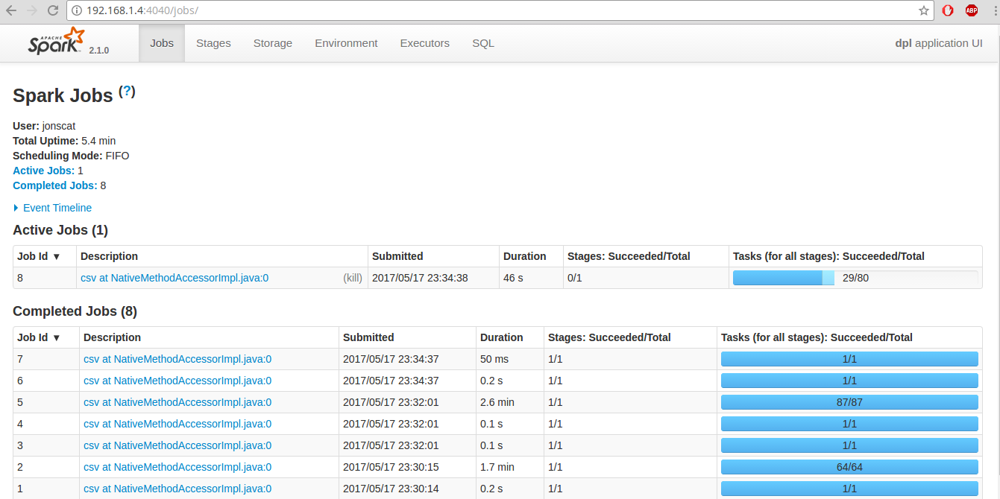 192.168.1.4:4040/jobs/
ABP
APACHE
Spark 2.1.0 Jobs Stages Storage Environment Executors SQL dpl application UI
Spark Jobs (?)
User: jonscat
Total Uptime: 5.4 min
Scheduling Mode: FIFO
Active Jobs: 1
Completed Jobs: 8
Event Timeline
Active Jobs (1)
Job Id ▼ Description Submitted Duration Stages: Succeeded/Total Tasks (for all stages): Succeeded/Total
8 csv at NativeMethodAccessorImpl.java:0 (kill) 2017/05/17 23:34:38 46 s 0/1 29/80
Completed Jobs (8)
Job Id ▼ Description Submitted Duration Stages: Succeeded/Total Tasks (for all stages): Succeeded/Total
7 csv at NativeMethodAccessorImpl.java:0 2017/05/17 23:34:37 50 ms 1/1 1/1
6 csv at NativeMethodAccessorImpl.java:0 2017/05/17 23:34:37 0.2 s 1/1 1/1
5 csv at NativeMethodAccessorImpl.java:0 2017/05/17 23:32:01 2.6 min 1/1 87/87
4 csv at NativeMethodAccessorImpl.java:0 2017/05/17 23:32:01 0.1 s 1/1 1/1
3 csv at NativeMethodAccessorImpl.java:0 2017/05/17 23:32:01 0.1 s 1/1 1/1
2 csv at NativeMethodAccessorImpl.java:0 2017/05/17 23:30:15 1.7 min 1/1 64/64
1 csv at NativeMethodAccessorImpl.java:0 2017/05/17 23:30:14 0.2 s 1/1 1/1